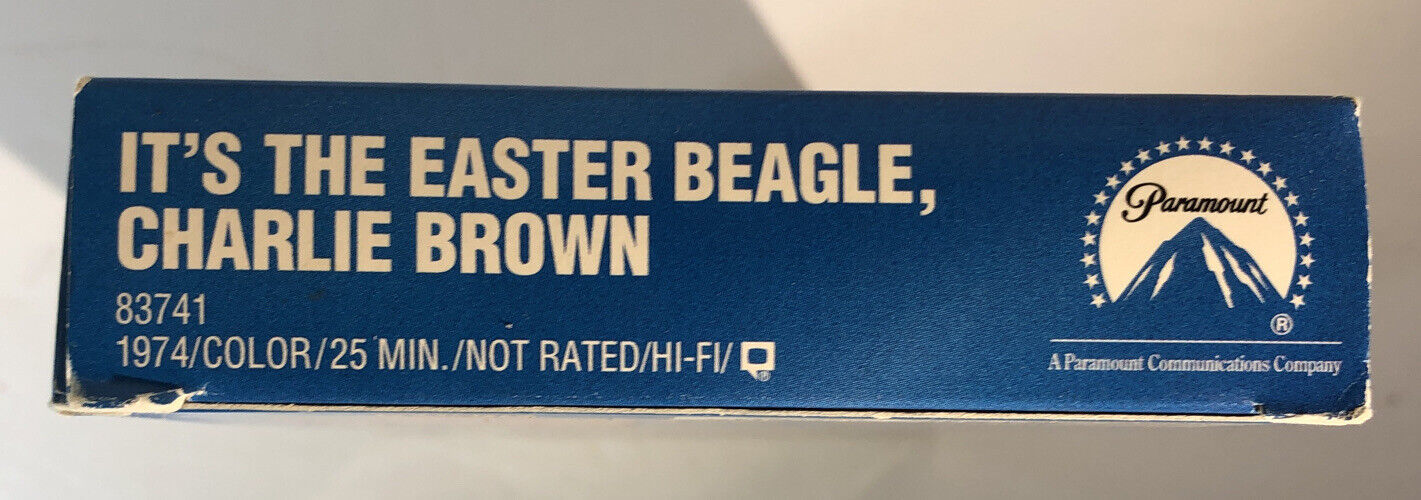 IT'S THE EASTER BEAGLE,
CHARLIE BROWN
83741
1974/COLOR/25 MIN./NOT RATED/HI-FI/
®
Paramount
®
A Paramount Communications Company